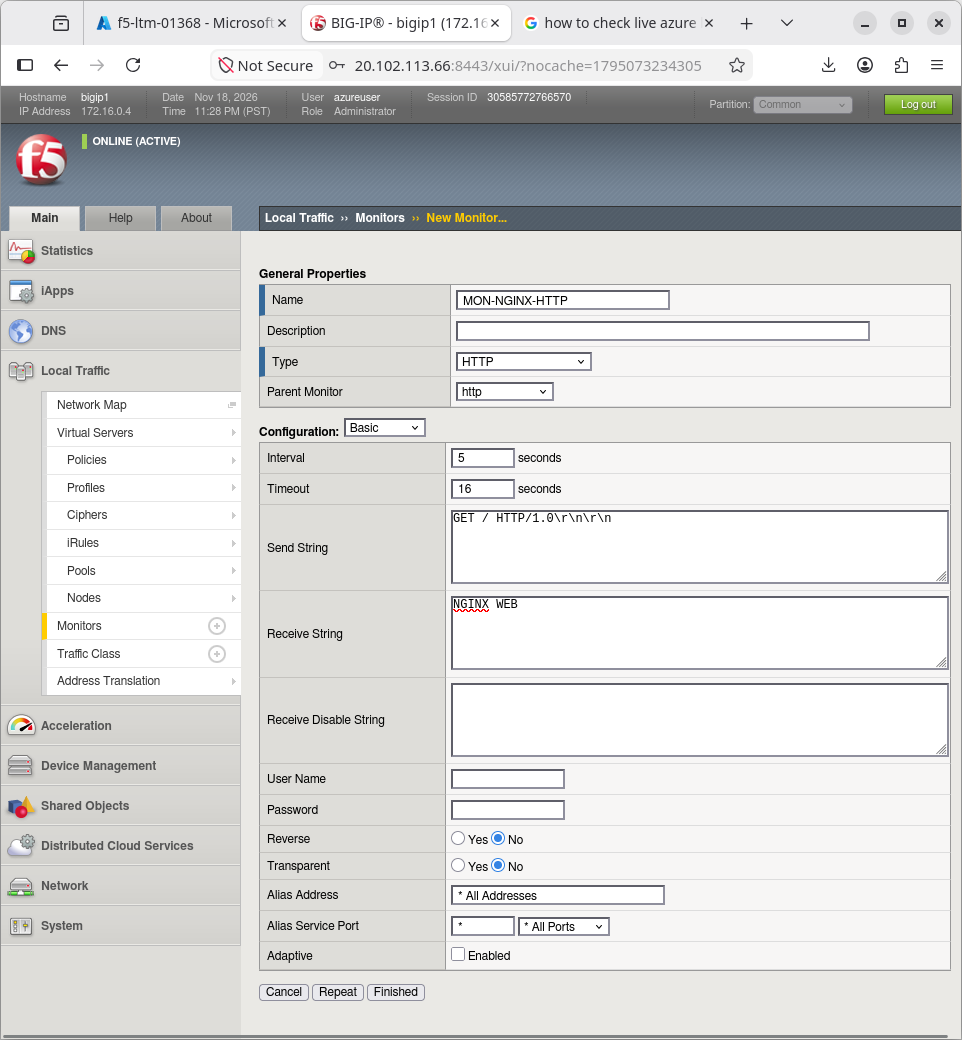 f5-ltm-01368 - Microsoft
BIG-IP® - bigip1 (172.16
how to check live azure
Not Secure
20.102.113.66:8443/xui/?nocache=1795073234305
Hostname bigip1
IP Address 172.16.0.4
Date Nov 18, 2026
Time 11:28 PM (PST)
User azureuser
Role Administrator
Session ID 30585772766570
Partition: Common
Log out
f5
ONLINE (ACTIVE)
Main
Help
About
Local Traffic ›› Monitors ›› New Monitor...
Statistics
iApps
DNS
Local Traffic
Network Map
Virtual Servers
Policies
Profiles
Ciphers
iRules
Pools
Nodes
Monitors
Traffic Class
Address Translation
Acceleration
Device Management
Shared Objects
Distributed Cloud Services
Network
System
General Properties
Name MON-NGINX-HTTP
Description
Type HTTP
Parent Monitor http
Configuration: Basic
Interval 5 seconds
Timeout 16 seconds
Send String GET / HTTP/1.0\r\n\r\n
Receive String NGINX WEB
Receive Disable String
User Name
Password
Reverse Yes No
Transparent Yes No
Alias Address * All Addresses
Alias Service Port * * All Ports
Adaptive Enabled
Cancel Repeat Finished